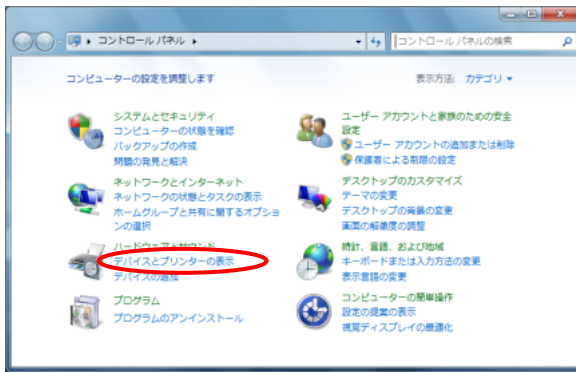 コントロール パネル
コントロール パネルの検索
コンピューターの設定を調整します
表示方法: カテゴリ
システムとセキュリティ
コンピューターの状態を確認
バックアップの作成
問題の発見と解決
ネットワークとインターネット
ネットワークの状態とタスクの表示
ホームグループと共有に関するオプショ
ンの選択
ハードウェアとサウンド
デバイスとプリンターの表示
デバイスの追加
プログラム
プログラムのアンインストール
ユーザー アカウントと家族のための安全
設定
ユーザー アカウントの追加または削除
保護者による制限の設定
デスクトップのカスタマイズ
テーマの変更
デスクトップの背景の変更
画面の解像度の調整
時計、言語、および地域
キーボードまたは入力方法の変更
表示言語の変更
コンピューターの簡単操作
設定の提案の表示
視覚ディスプレイの最適化